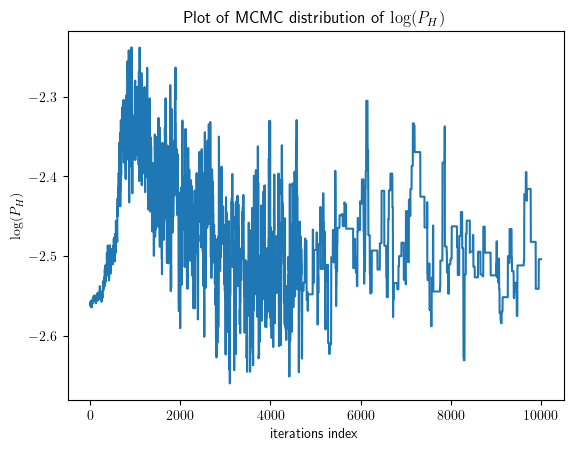 Plot of MCMC distribution of log(P_H)
log(P_H)
−2.3
−2.4
−2.5
−2.6
0 2000 4000 6000 8000 10000
iterations index